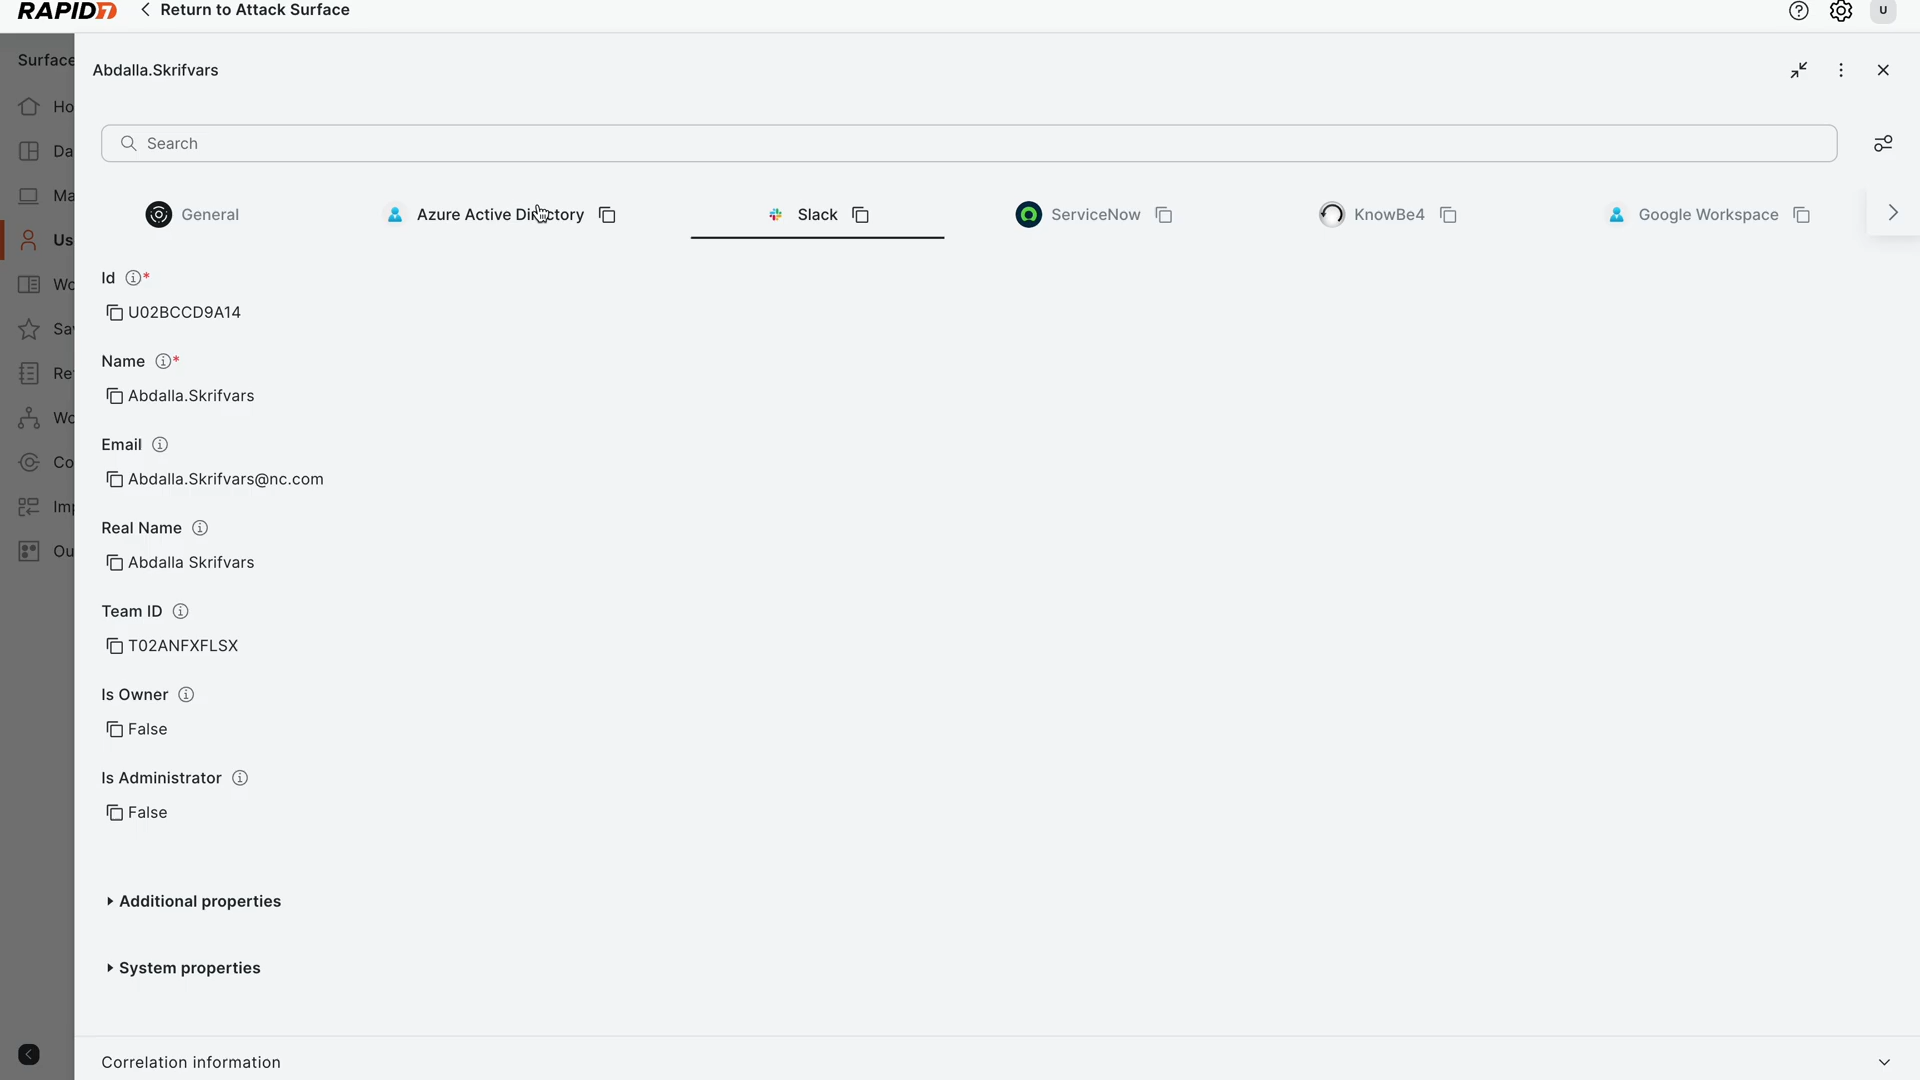 RAPID7
Return to Attack Surface
U
Surface
Abdalla.Skrifvars
Ho
Da
Ma
Us
Wo
Sav
Re
Wo
Co
Imp
Ou
Search
General
Azure Active Directory
Slack
ServiceNow
KnowBe4
Google Workspace
Id *
U02BCCD9A14
Name *
Abdalla.Skrifvars
Email
Abdalla.Skrifvars@nc.com
Real Name
Abdalla Skrifvars
Team ID
T02ANFXFLSX
Is Owner
False
Is Administrator
False
Additional properties
System properties
Correlation information